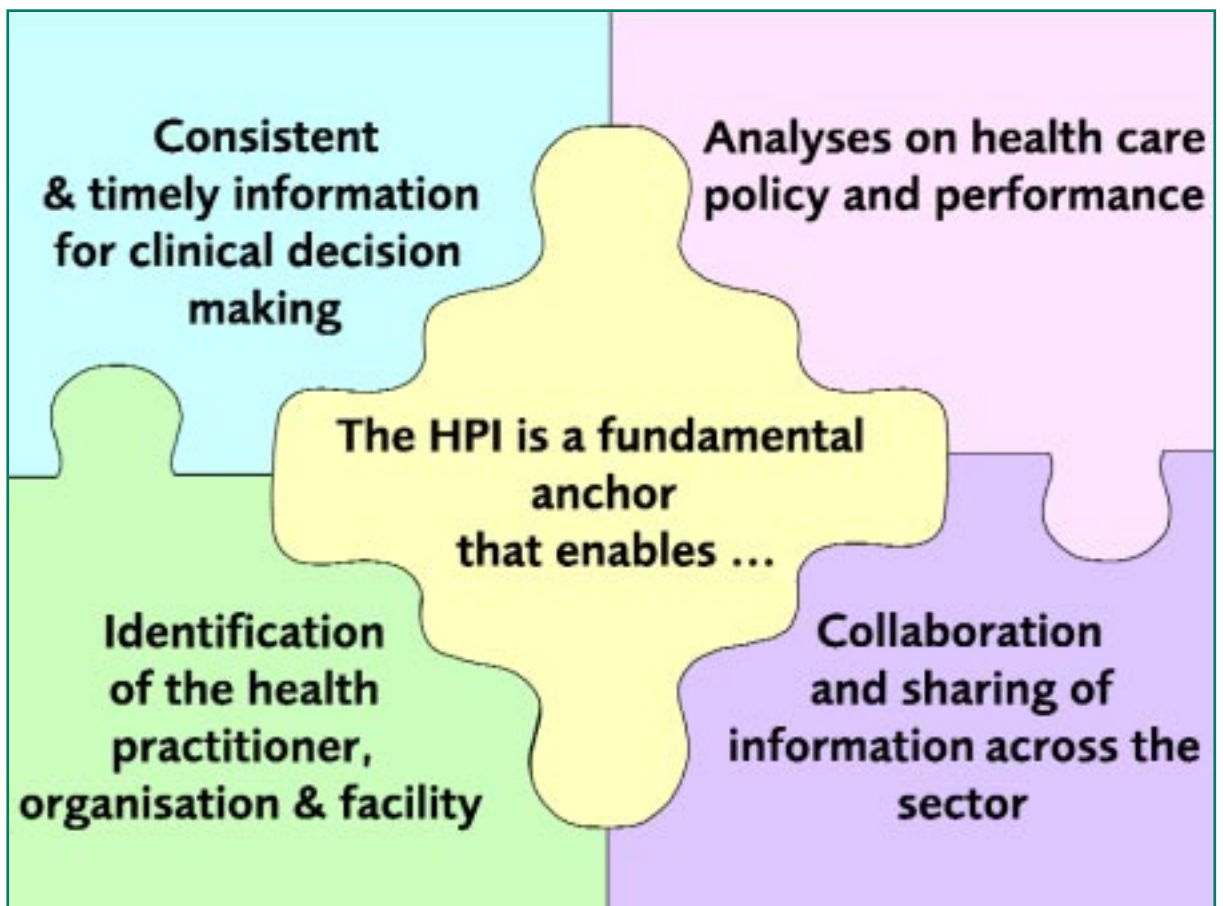 Consistent
& timely information
for clinical decision
making
Analyses on health care
policy and performance
The HPI is a fundamental
anchor
that enables ...
Identification
of the health
practitioner,
organisation & facility
Collaboration
and sharing of
information across the
sector